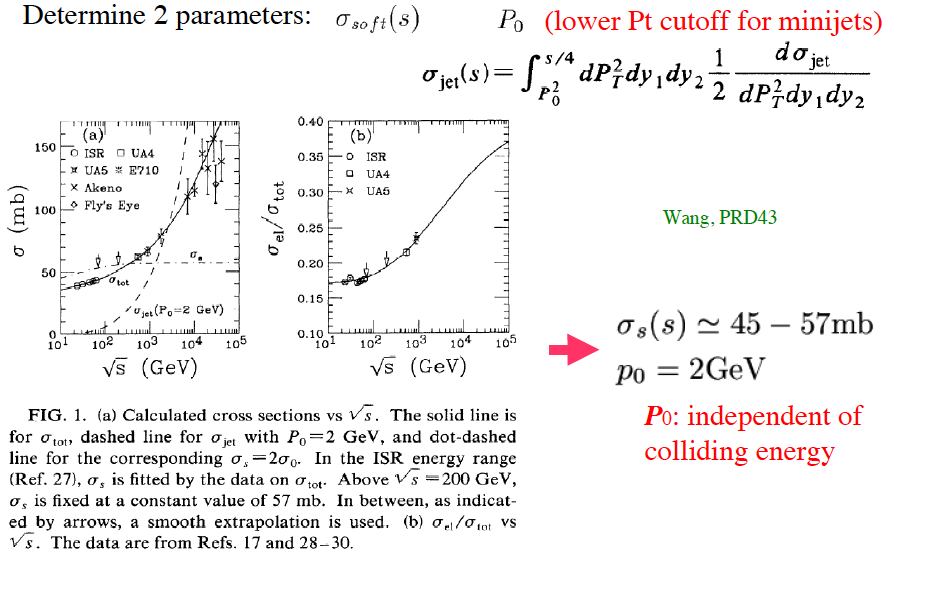 Determine 2 parameters: σsoft(s) P₀ (lower Pt cutoff for minijets)
σjet(s)=∫_{P₀²}^{s/4} dP_T²dy₁dy₂ 1/2 dσjet/dP_T²dy₁dy₂
(a)
ISR UA4
UA5 E710
Akeno
Fly's Eye
σ (mb)
150
100
50
0
σs
σtot
σjet(P₀=2 GeV)
10¹ 10² 10³ 10⁴ 10⁵
√s (GeV)
(b)
ISR
UA4
UA5
σel/σtot
0.40
0.35
0.30
0.25
0.20
0.15
0.10
10¹ 10² 10³ 10⁴ 10⁵
√s (GeV)
Wang, PRD43
σs(s) ≃ 45 − 57mb
p₀ = 2GeV
P₀: independent of
colliding energy
FIG. 1. (a) Calculated cross sections vs √s. The solid line is
for σtot, dashed line for σjet with P₀=2 GeV, and dot-dashed
line for the corresponding σs=2σ₀. In the ISR energy range
(Ref. 27), σs is fitted by the data on σtot. Above √s =200 GeV,
σs is fixed at a constant value of 57 mb. In between, as indicat-
ed by arrows, a smooth extrapolation is used. (b) σel/σtot vs
√s. The data are from Refs. 17 and 28–30.